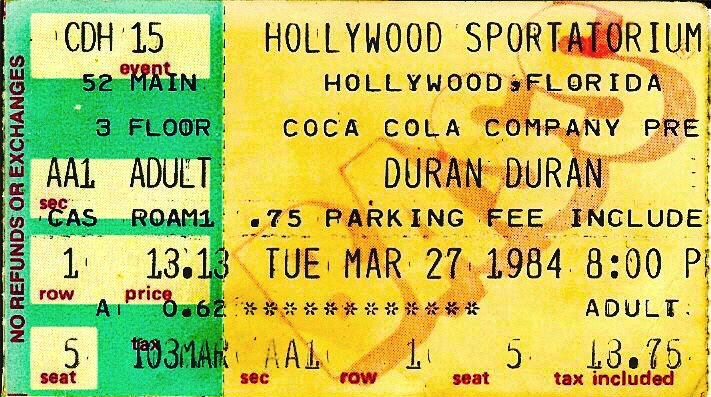 NO REFUNDS OR EXCHANGES
CDH 15 HOLLYWOOD SPORTATORIUM
event
52 MAIN HOLLYWOOD, FLORIDA
3 FLOOR COCA COLA COMPANY PRE
AA1 ADULT DURAN DURAN
sec
CAS ROAM1 .75 PARKING FEE INCLUDE
1 13.13 TUE MAR 27 1984 8:00 P
row price
A 0.62 ************ ADULT
tax
5 103MAR AA1 1 5 13.75
seat sec row seat tax included